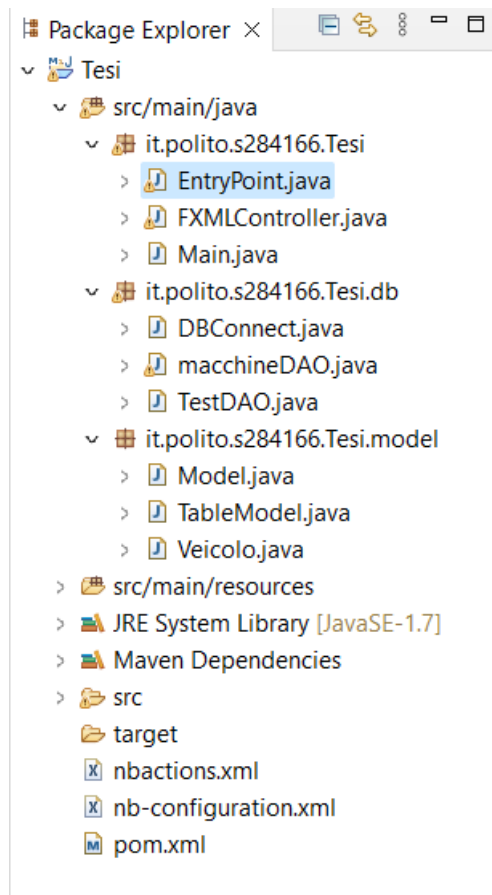 Package Explorer
Tesi
src/main/java
it.polito.s284166.Tesi
EntryPoint.java
FXMLController.java
Main.java
it.polito.s284166.Tesi.db
DBConnect.java
macchineDAO.java
TestDAO.java
it.polito.s284166.Tesi.model
Model.java
TableModel.java
Veicolo.java
src/main/resources
JRE System Library [JavaSE-1.7]
Maven Dependencies
src
target
nbactions.xml
nb-configuration.xml
pom.xml